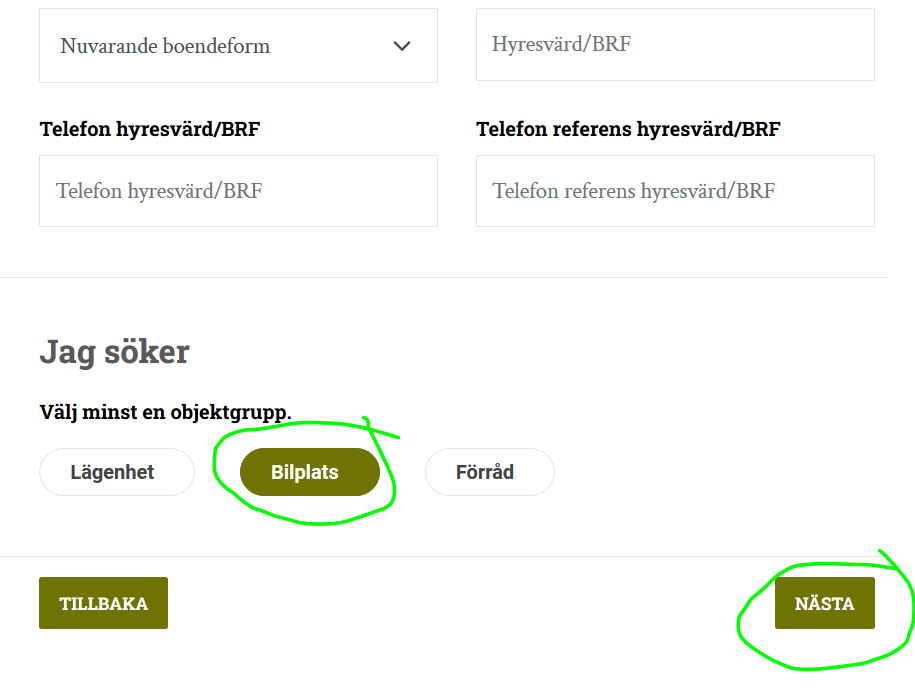 Nuvarande boendeform
Hyresvärd/BRF
Telefon hyresvärd/BRF
Telefon referens hyresvärd/BRF
Telefon hyresvärd/BRF
Telefon referens hyresvärd/BRF
Jag söker
Välj minst en objektgrupp.
Lägenhet
Bilplats
Förråd
TILLBAKA
NÄSTA